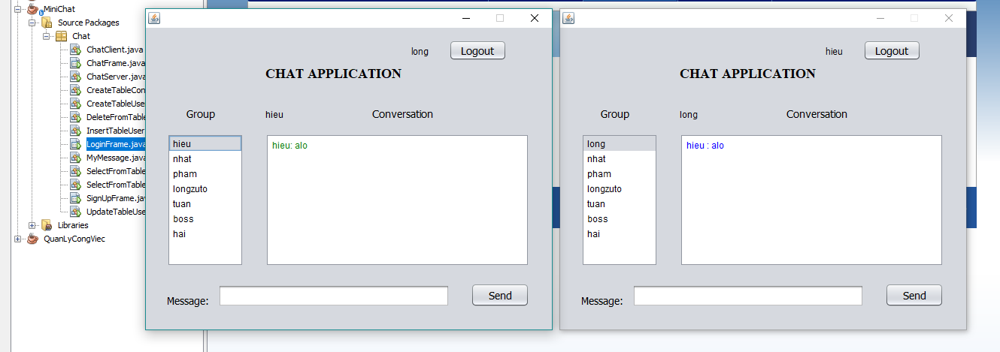 MiniChat
Source Packages
Chat
ChatClient.java
ChatFrame.java
ChatServer.java
CreateTableCon
CreateTableUser
DeleteFromTable
InsertTableUser
LoginFrame.java
MyMessage.java
SelectFromTable
SelectFromTable
SignUpFrame.jav
UpdateTableUse
Libraries
QuanLyCongViec
long Logout
CHAT APPLICATION
Group hieu Conversation
hieu
nhat
pham
longzuto
tuan
boss
hai
hieu: alo
Message: Send
hieu Logout
CHAT APPLICATION
Group long Conversation
long
nhat
pham
longzuto
tuan
boss
hai
hieu : alo
Message: Send